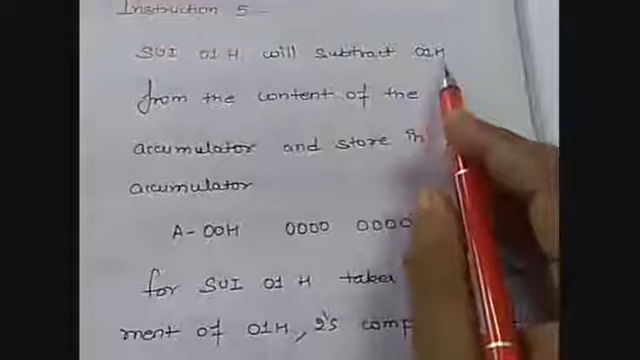 Instruction 5
SUI 01 H will subtract 01H
from the content of the
accumulator and store in
accumulator
A- 00H 0000 0000
for SUI 01 H takes
ment of 01H, 2's comp